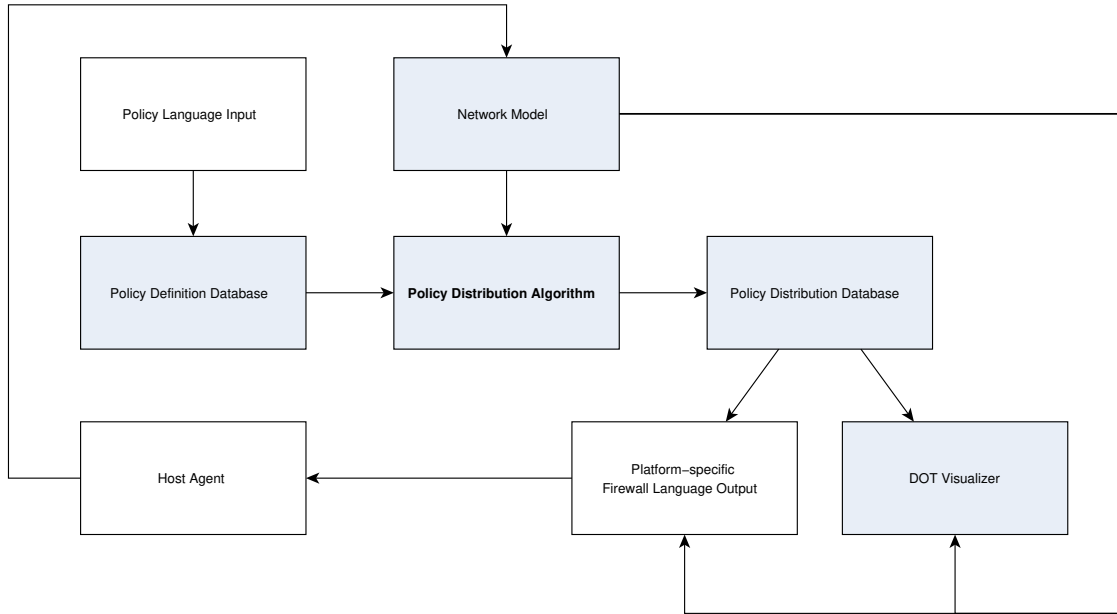 Policy Language Input
Network Model
Policy Definition Database
Policy Distribution Algorithm
Policy Distribution Database
Host Agent
Platform−specific
Firewall Language Output
DOT Visualizer